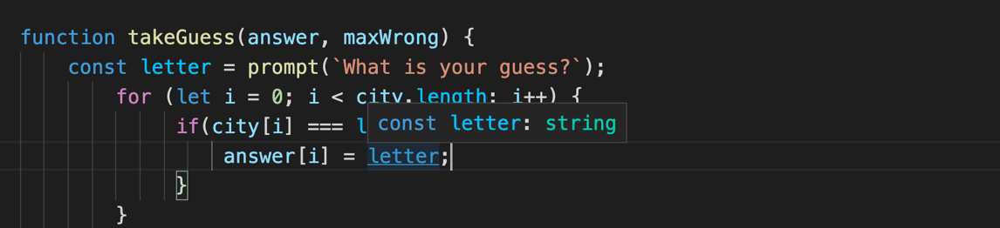 function takeGuess(answer, maxWrong) {
const letter = prompt(`What is your guess?`);
for (let i = 0; i < city.length; i++) {
if(city[i] === l
const letter: string
answer[i] = letter;
}
}